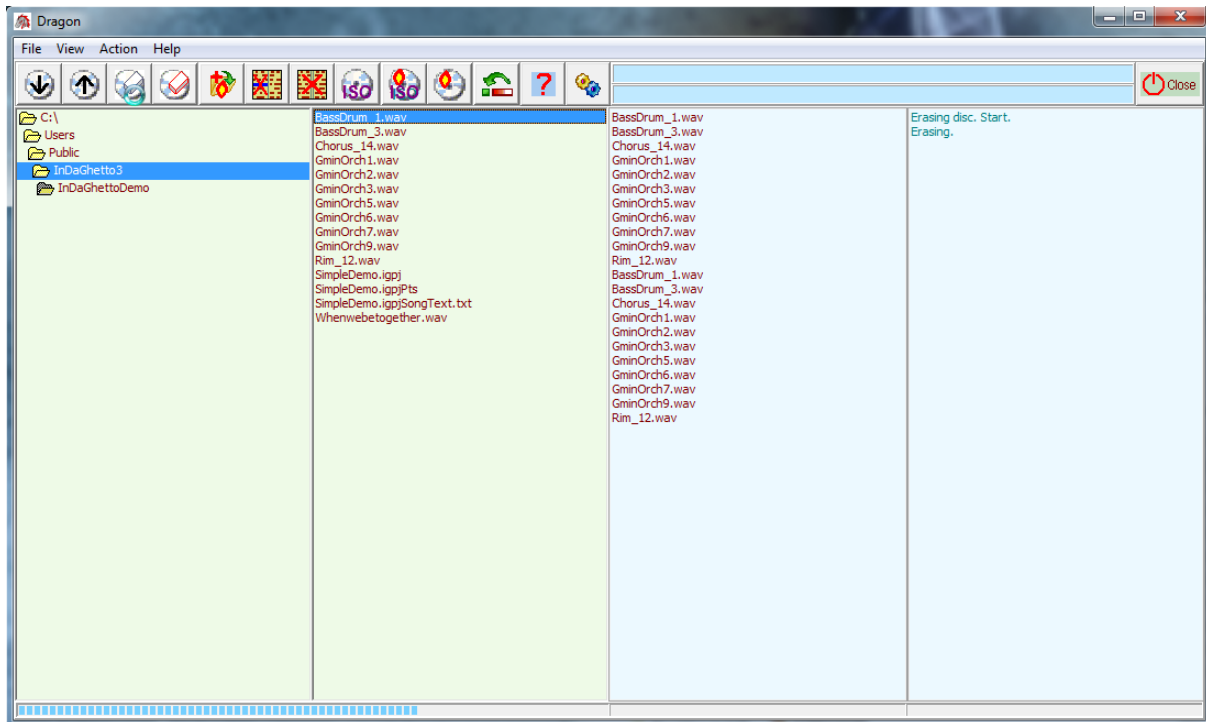 Dragon
File View Action Help
ISO ISO ? Close
C:\
Users
Public
InDaGhetto3
InDaGhettoDemo
BassDrum_1.wav
BassDrum_3.wav
Chorus_14.wav
GminOrch1.wav
GminOrch2.wav
GminOrch3.wav
GminOrch5.wav
GminOrch6.wav
GminOrch7.wav
GminOrch9.wav
Rim_12.wav
SimpleDemo.igpj
SimpleDemo.igpjPts
SimpleDemo.igpjSongText.txt
Whenwebetogether.wav
BassDrum_1.wav
BassDrum_3.wav
Chorus_14.wav
GminOrch1.wav
GminOrch2.wav
GminOrch3.wav
GminOrch5.wav
GminOrch6.wav
GminOrch7.wav
GminOrch9.wav
Rim_12.wav
BassDrum_1.wav
BassDrum_3.wav
Chorus_14.wav
GminOrch1.wav
GminOrch2.wav
GminOrch3.wav
GminOrch5.wav
GminOrch6.wav
GminOrch7.wav
GminOrch9.wav
Rim_12.wav
Erasing disc. Start.
Erasing.